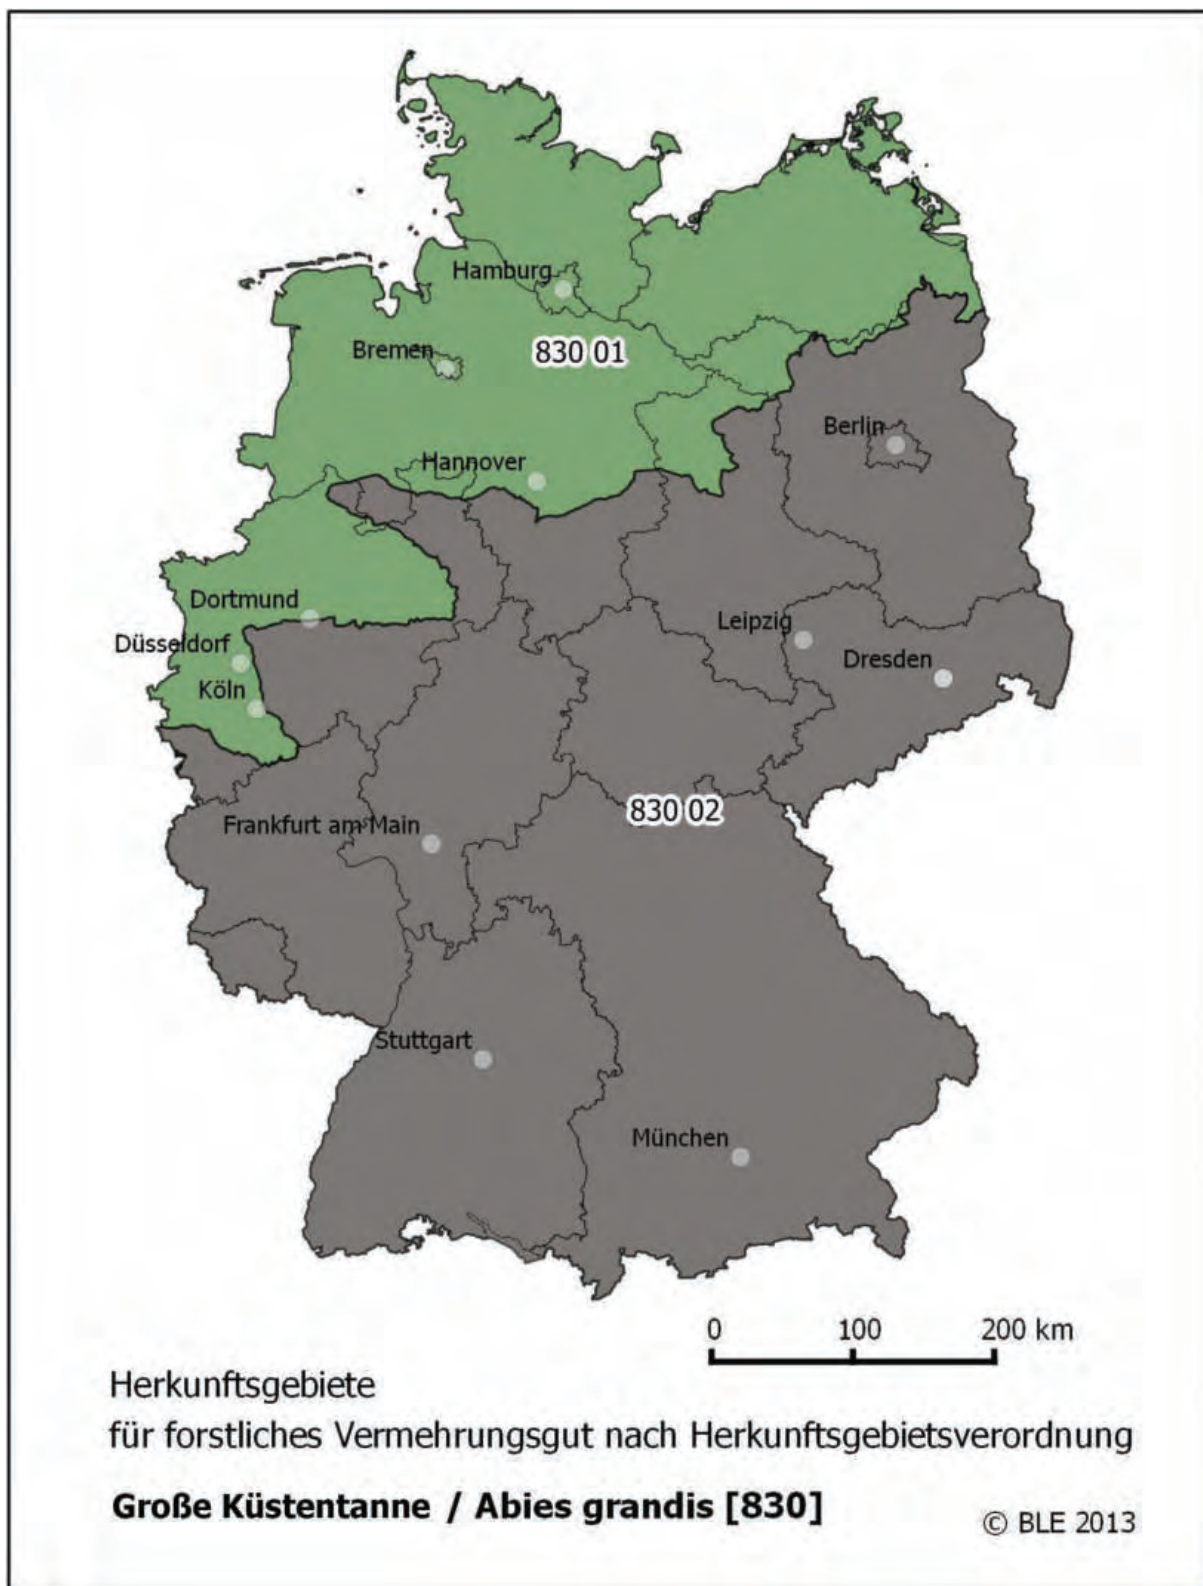 Hamburg
830 01
Bremen
Berlin
Hannover
Dortmund
Leipzig
Düsseldorf
Dresden
Köln
830 02
Frankfurt am Main
Stuttgart
München
0 100 200 km
Herkunftsgebiete
für forstliches Vermehrungsgut nach Herkunftsgebietsverordnung
Große Küstentanne / Abies grandis [830]
© BLE 2013